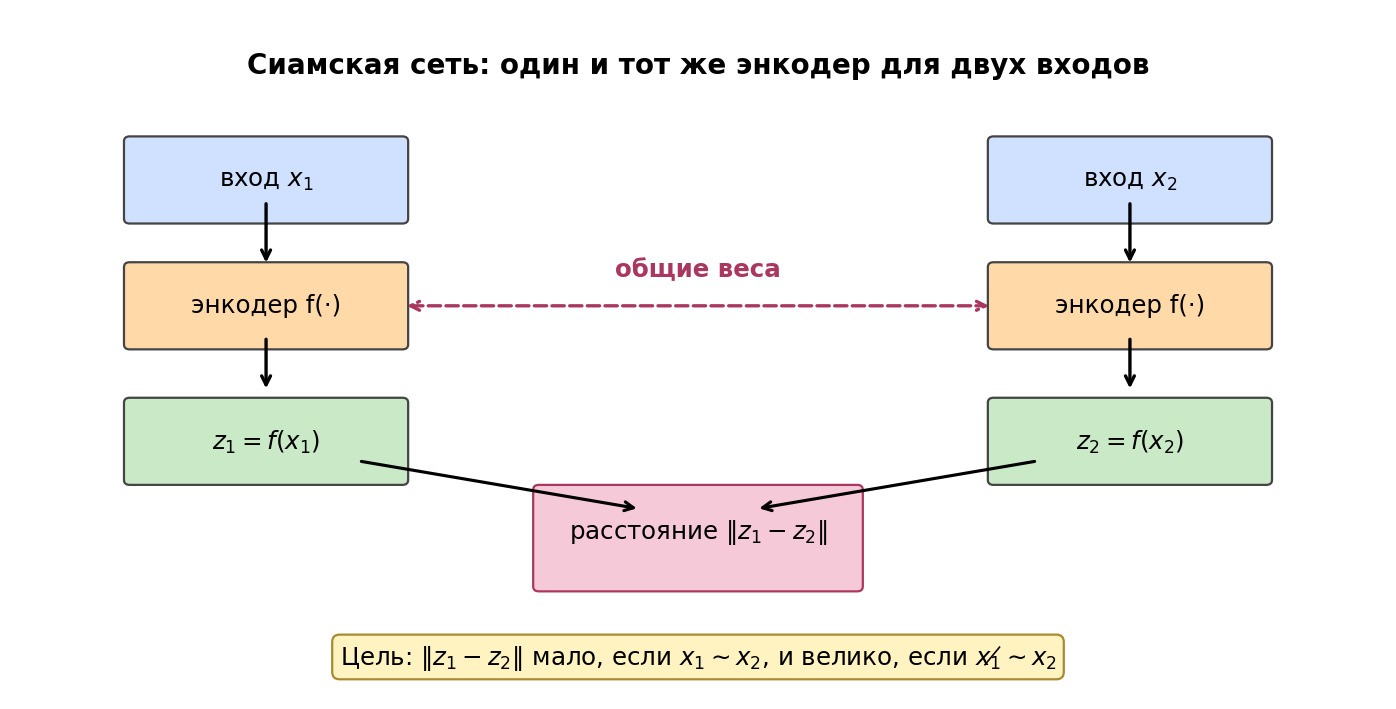 Сиамская сеть: один и тот же энкодер для двух входов
вход x₁
вход x₂
общие веса
энкодер f(·)
энкодер f(·)
z₁ = f(x₁)
z₂ = f(x₂)
расстояние ‖z₁ − z₂‖
Цель: ‖z₁ − z₂‖ мало, если x₁ ∼ x₂, и велико, если x̸₁ ∼ x₂